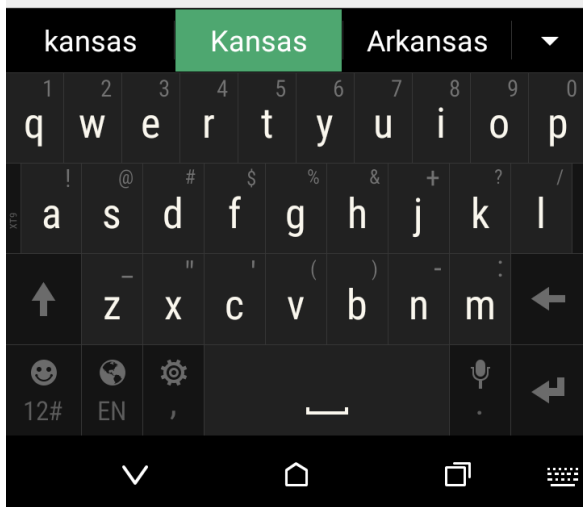 kansas Kansas Arkansas
1 2 3 4 5 6 7 8 9 0
q w e r t y u i o p
! @ # $ % & + ? /
XT9 a s d f g h j k l
_ " ' ( ) - :
z x c v b n m
12# EN , .